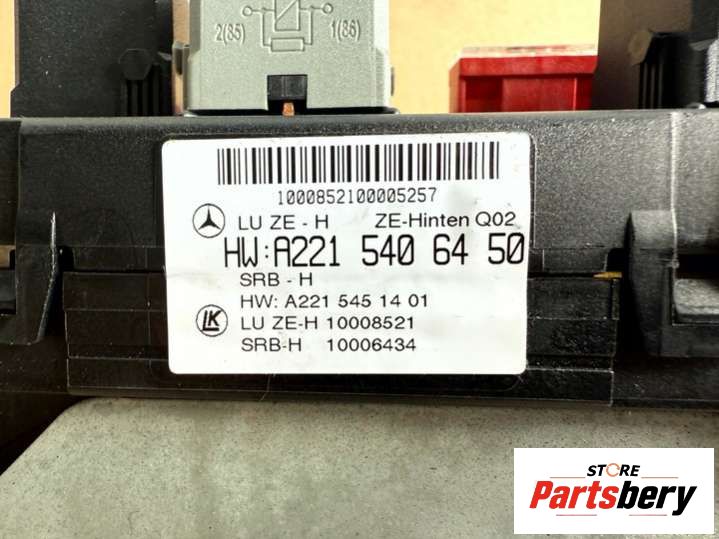 2(85) 1(86)
1000852100005257
LU ZE - H ZE-Hinten Q02
HW:A221 540 64 50
SRB - H
HW: A221 545 14 01
LK
LU ZE-H 10008521
SRB-H 10006434
STORE
Partsbery